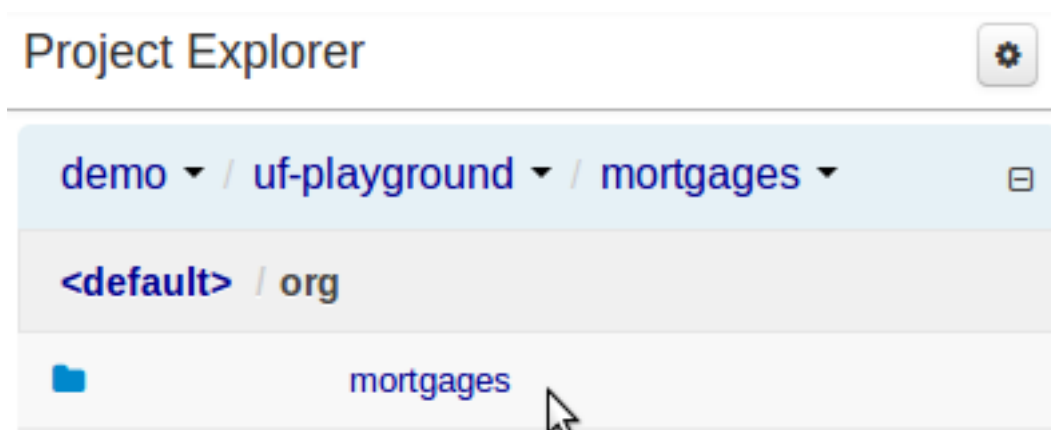 Project Explorer
demo / uf-playground / mortgages
<default> / org
mortgages